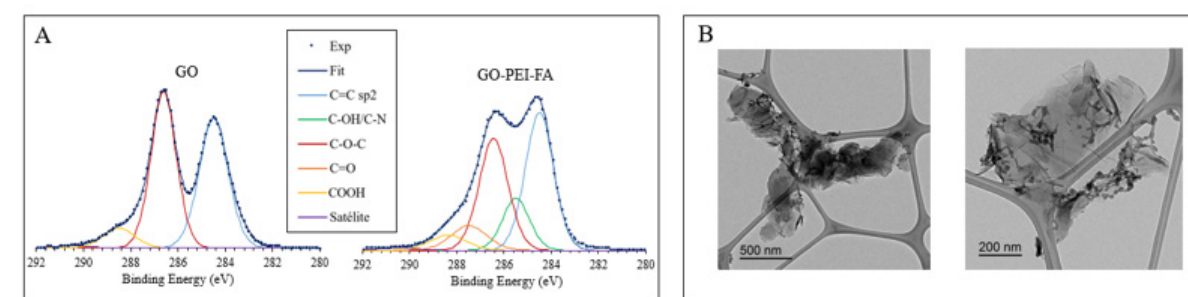 A
GO
Exp
Fit
C=C sp2
C-OH/C-N
C-O-C
C=O
COOH
Satélite
GO-PEI-FA
292 290 288 286 284 282 280
Binding Energy (eV)
292 290 288 286 284 282 280
Binding Energy (eV)
B
500 nm
200 nm